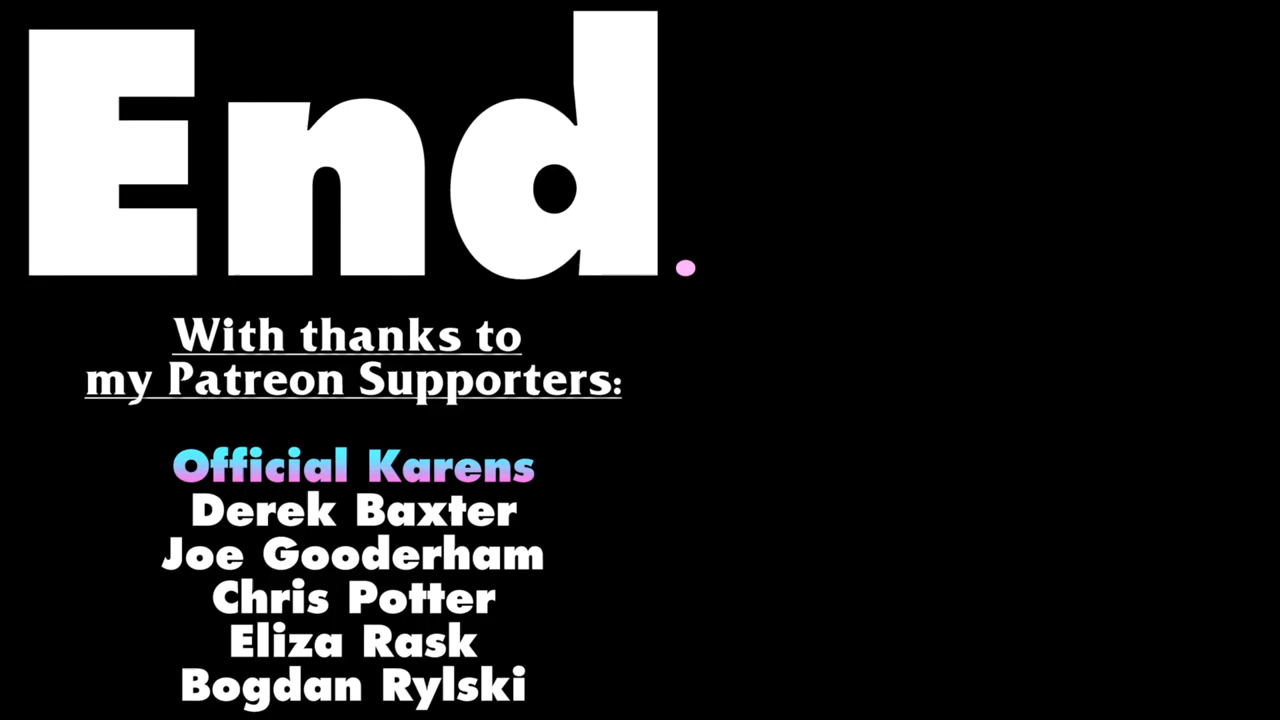 End.
With thanks to
my Patreon Supporters:
Official Karens
Derek Baxter
Joe Gooderham
Chris Potter
Eliza Rask
Bogdan Rylski